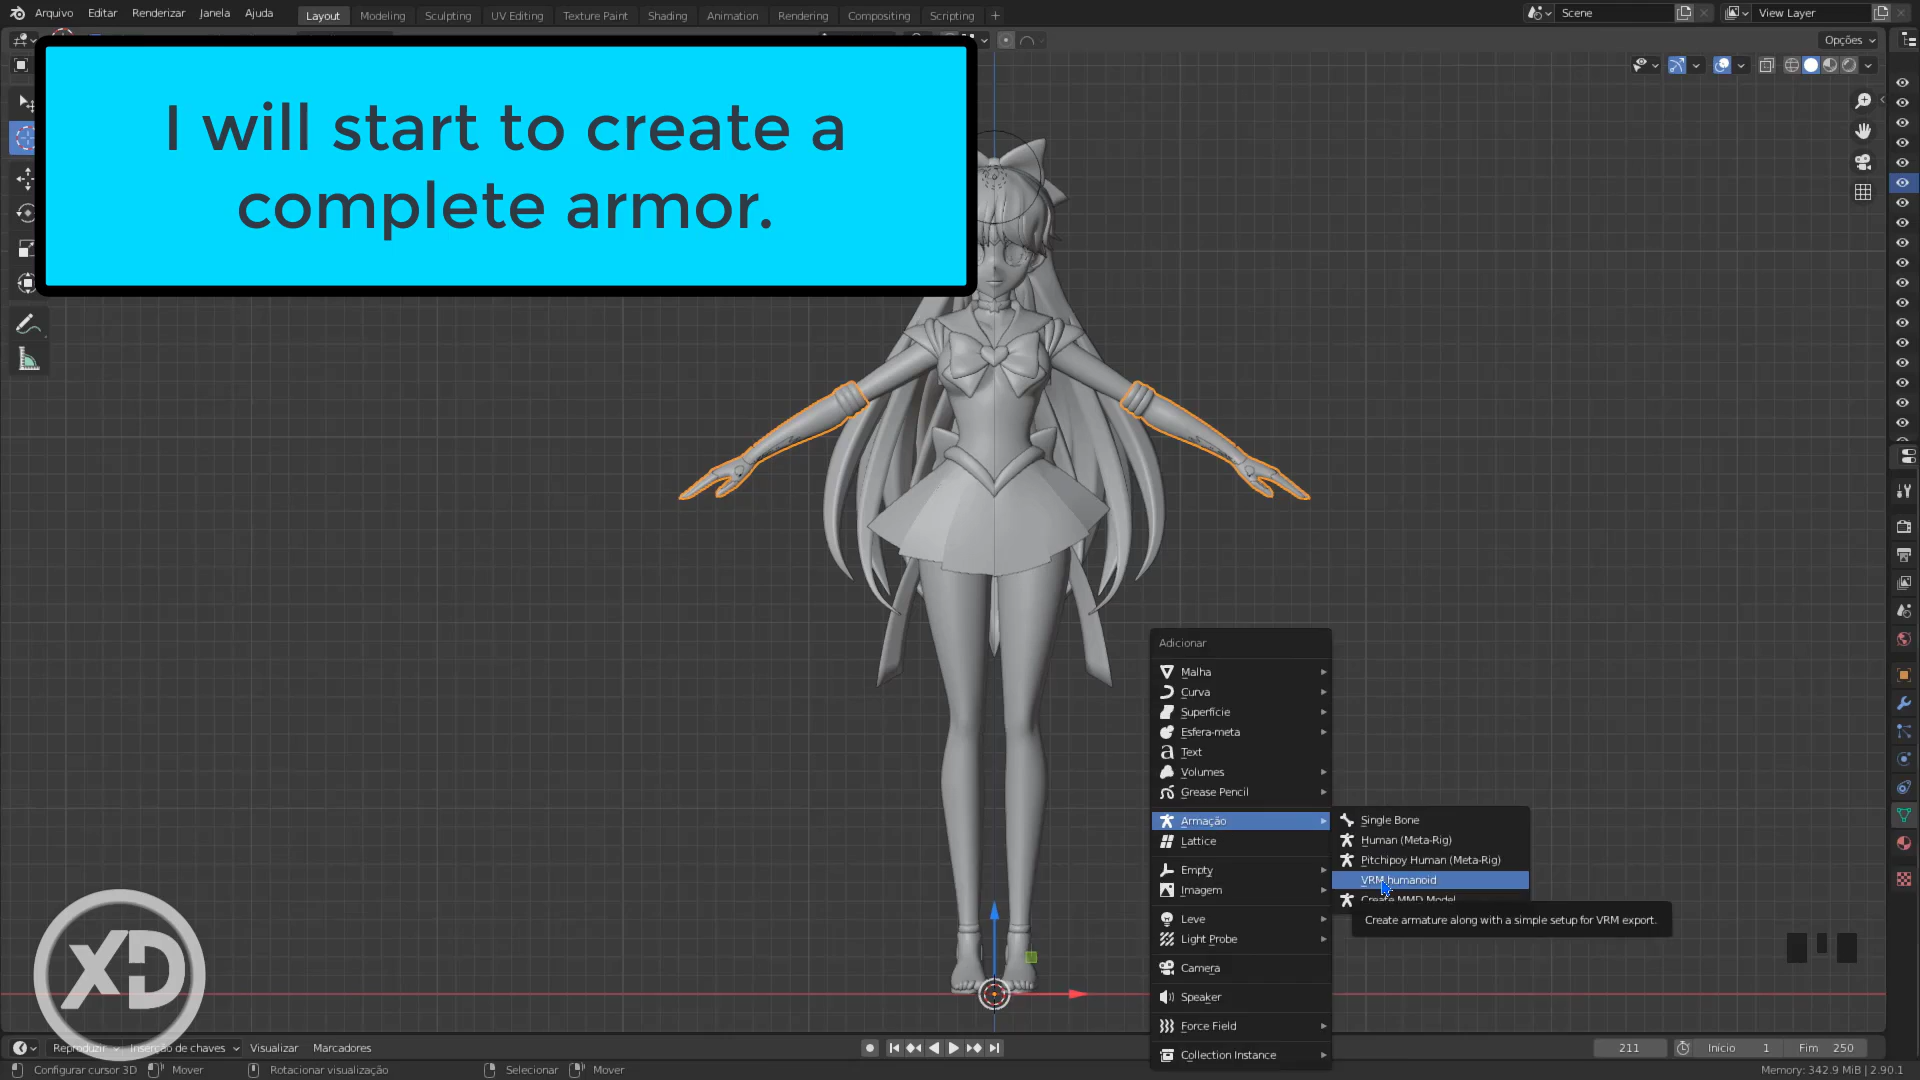 Arquivo Editar Renderizar Janela Ajuda Layout Modeling Sculpting UV Editing Texture Paint Shading Animation Rendering Compositing Scripting + Scene View Layer
Opções
I will start to create a
complete armor.
Adicionar
Malha
Curva
Superfície
Esfera-meta
Text
Volumes
Grease Pencil
Armação
Lattice
Empty
Imagem
Leve
Light Probe
Camera
Speaker
Force Field
Collection Instance
Single Bone
Human (Meta-Rig)
Pitchipoy Human (Meta-Rig)
VRM humanoid
Create MMD Model
Create armature along with a simple setup for VRM export.
XD
Reproduzir Inserção de chaves Visualizar Marcadores 211 Início 1 Fim 250
Configurar cursor 3D Mover Rotacionar visualização Selecionar Mover Memory: 342.9 MiB | 2.90.1